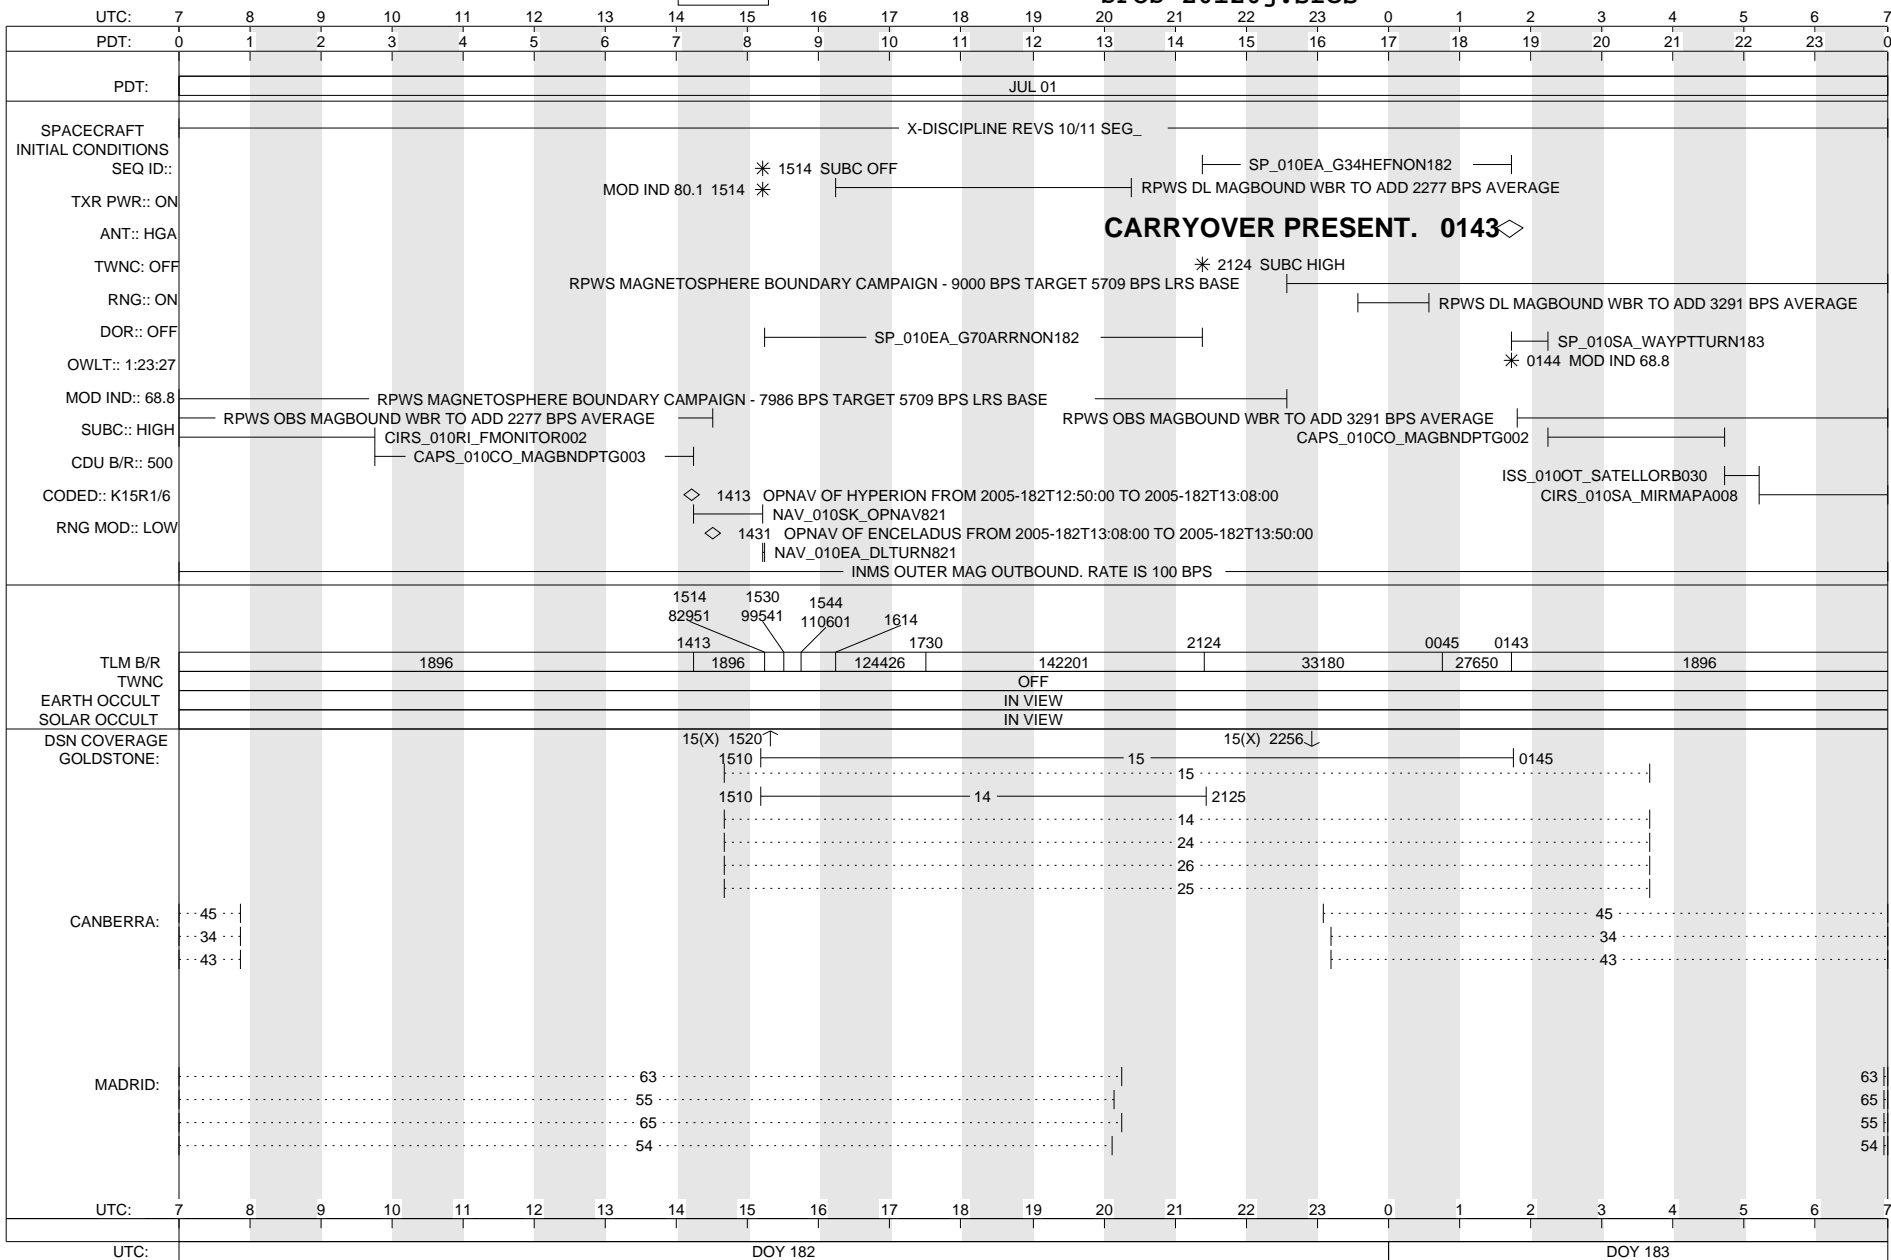 UTC: 7 8 9 10 11 12 13 14 15 16 17 18 19 20 21 22 23 0 1 2 3 4 5 6 7
PDT: 0 1 2 3 4 5 6 7 8 9 10 11 12 13 14 15 16 17 18 19 20 21 22 23 0
PDT: JUL 01
SPACECRAFT
INITIAL CONDITIONS
X-DISCIPLINE REVS 10/11 SEG_
SEQ ID::
1514 SUBC OFF
SP_010EA_G34HEFNON182
MOD IND 80.1 1514
RPWS DL MAGBOUND WBR TO ADD 2277 BPS AVERAGE
TXR PWR:: ON
CARRYOVER PRESENT. 0143
ANT:: HGA
TWNC: OFF
2124 SUBC HIGH
RPWS MAGNETOSPHERE BOUNDARY CAMPAIGN - 9000 BPS TARGET 5709 BPS LRS BASE
RNG:: ON
RPWS DL MAGBOUND WBR TO ADD 3291 BPS AVERAGE
DOR:: OFF
SP_010EA_G70ARRNON182
SP_010SA_WAYPTTURN183
OWLT:: 1:23:27
0144 MOD IND 68.8
MOD IND:: 68.8
RPWS MAGNETOSPHERE BOUNDARY CAMPAIGN - 7986 BPS TARGET 5709 BPS LRS BASE
RPWS OBS MAGBOUND WBR TO ADD 2277 BPS AVERAGE
RPWS OBS MAGBOUND WBR TO ADD 3291 BPS AVERAGE
SUBC:: HIGH
CIRS_010RI_FMONITOR002
CAPS_010CO_MAGBNDPTG002
CAPS_010CO_MAGBNDPTG003
CDU B/R:: 500
ISS_010OT_SATELLORB030
CODED:: K15R1/6
1413 OPNAV OF HYPERION FROM 2005-182T12:50:00 TO 2005-182T13:08:00
CIRS_010SA_MIRMAPA008
NAV_010SK_OPNAV821
RNG MOD:: LOW
1431 OPNAV OF ENCELADUS FROM 2005-182T13:08:00 TO 2005-182T13:50:00
NAV_010EA_DLTURN821
INMS OUTER MAG OUTBOUND. RATE IS 100 BPS
1514 1530 1544
82951 99541 110601 1614
1413 1730 2124 0045 0143
TLM B/R 1896 1896 124426 142201 33180 27650 1896
TWNC OFF
EARTH OCCULT IN VIEW
SOLAR OCCULT IN VIEW
DSN COVERAGE 15(X) 1520 15(X) 2256
GOLDSTONE: 1510 15 0145
15
1510 14 2125
14
24
26
25
CANBERRA: 45 45
34 34
43 43
MADRID: 63 63
55 65
65 55
54 54
UTC: 7 8 9 10 11 12 13 14 15 16 17 18 19 20 21 22 23 0 1 2 3 4 5 6 7
UTC: DOY 182 DOY 183